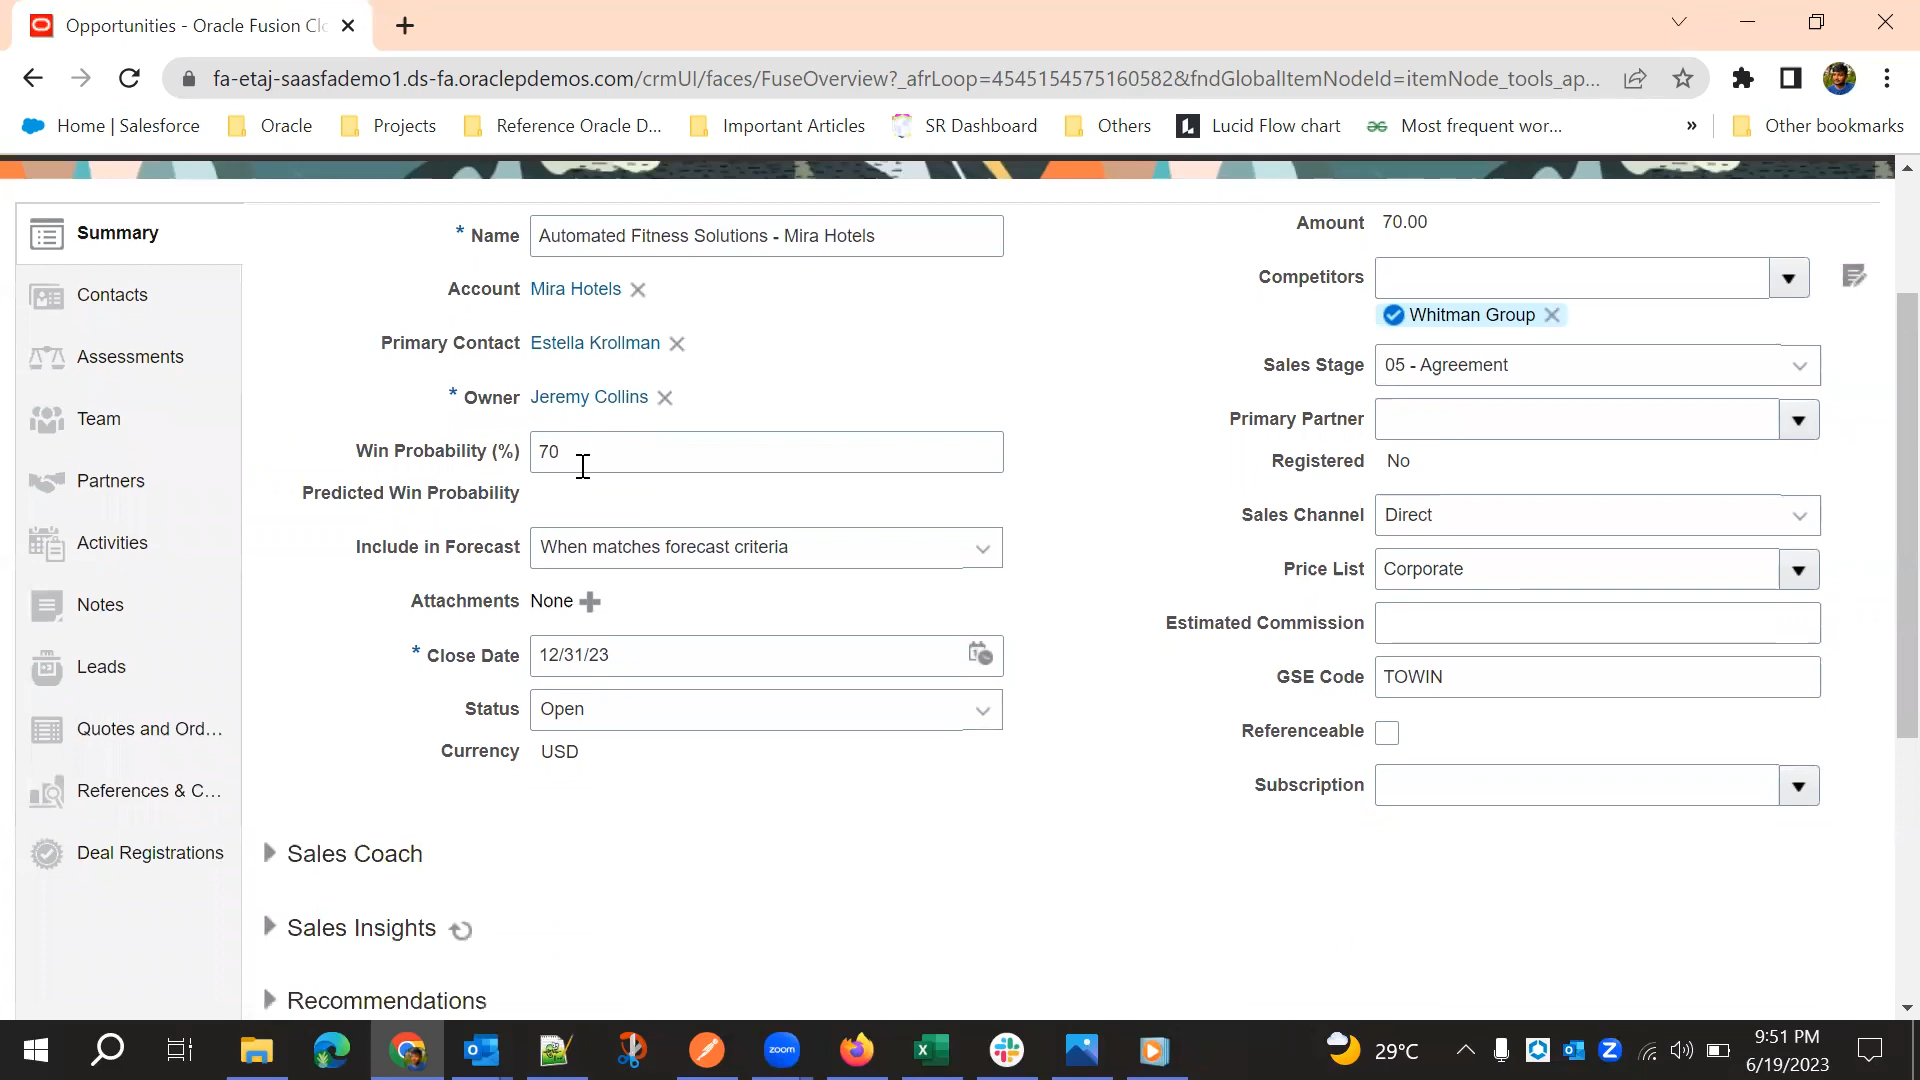 Opportunities - Oracle Fusion Clo
fa-etaj-saasfademo1.ds-fa.oraclepdemos.com/crmUI/faces/FuseOverview?_afrLoop=4545154575160582&fndGlobalItemNodeId=itemNode_tools_ap...
Home | Salesforce
Oracle
Projects
Reference Oracle D...
Important Articles
SR Dashboard
Others
Lucid Flow chart
Most frequent wor...
»
Other bookmarks
Summary
Contacts
Assessments
Team
Partners
Activities
Notes
Leads
Quotes and Ord...
References & C...
Deal Registrations
* Name Automated Fitness Solutions - Mira Hotels
Account Mira Hotels
Primary Contact Estella Krollman
* Owner Jeremy Collins
Win Probability (%) 70
Predicted Win Probability
Include in Forecast When matches forecast criteria
Attachments None
* Close Date 12/31/23
Status Open
Currency USD
Amount 70.00
Competitors
Whitman Group
Sales Stage 05 - Agreement
Primary Partner
Registered No
Sales Channel Direct
Price List Corporate
Estimated Commission
GSE Code TOWIN
Referenceable
Subscription
Sales Coach
Sales Insights
Recommendations
zoom
29°C
9:51 PM
6/19/2023